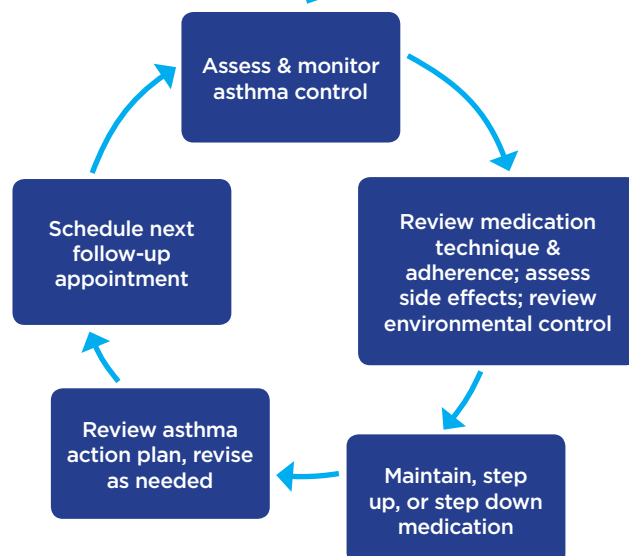 Assess & monitor
asthma control
Review medication
technique &
adherence; assess
side effects; review
environmental control
Maintain, step
up, or step down
medication
Review asthma
action plan, revise
as needed
Schedule next
follow-up
appointment